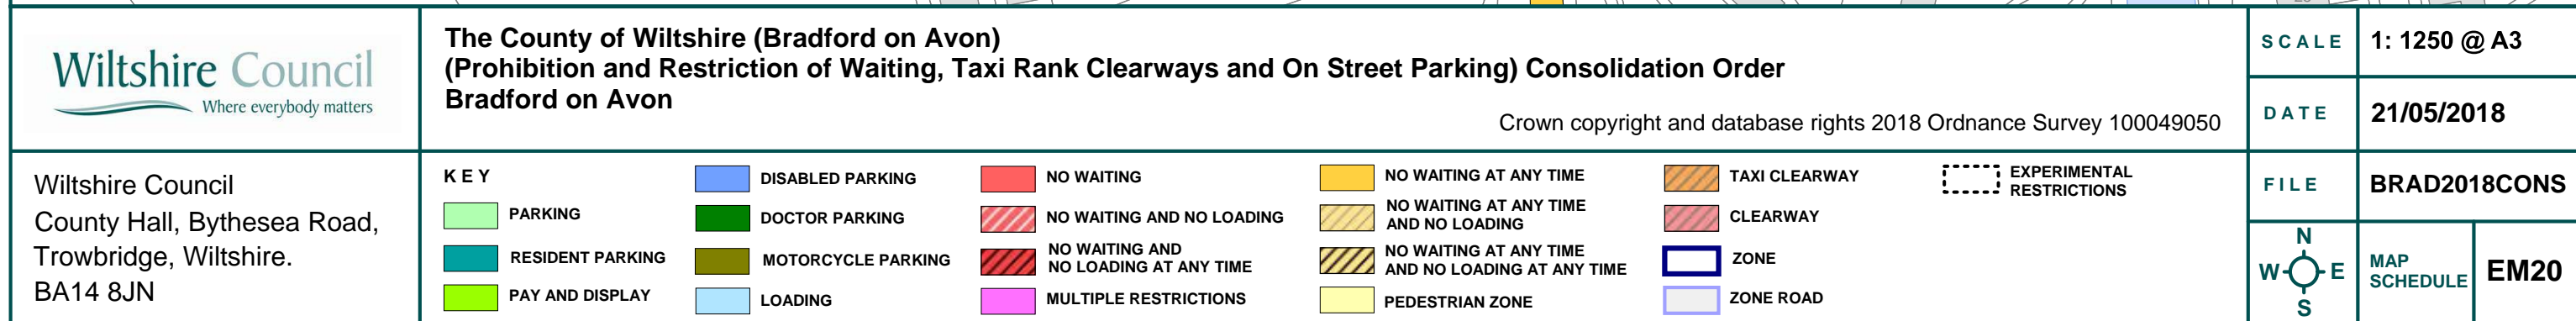 Wiltshire Council
Where everybody matters
The County of Wiltshire (Bradford on Avon)
(Prohibition and Restriction of Waiting, Taxi Rank Clearways and On Street Parking) Consolidation Order
Bradford on Avon
Crown copyright and database rights 2018 Ordnance Survey 100049050
SCALE
1: 1250 @ A3
DATE
21/05/2018
Wiltshire Council
County Hall, Bythesea Road,
Trowbridge, Wiltshire.
BA14 8JN
KEY
PARKING
RESIDENT PARKING
PAY AND DISPLAY
DISABLED PARKING
DOCTOR PARKING
MOTORCYCLE PARKING
LOADING
NO WAITING
NO WAITING AND NO LOADING
NO WAITING AND
NO LOADING AT ANY TIME
MULTIPLE RESTRICTIONS
NO WAITING AT ANY TIME
NO WAITING AT ANY TIME
AND NO LOADING
NO WAITING AT ANY TIME
AND NO LOADING AT ANY TIME
PEDESTRIAN ZONE
TAXI CLEARWAY
CLEARWAY
ZONE
ZONE ROAD
EXPERIMENTAL
RESTRICTIONS
FILE
BRAD2018CONS
N
W E
S
MAP
SCHEDULE
EM20